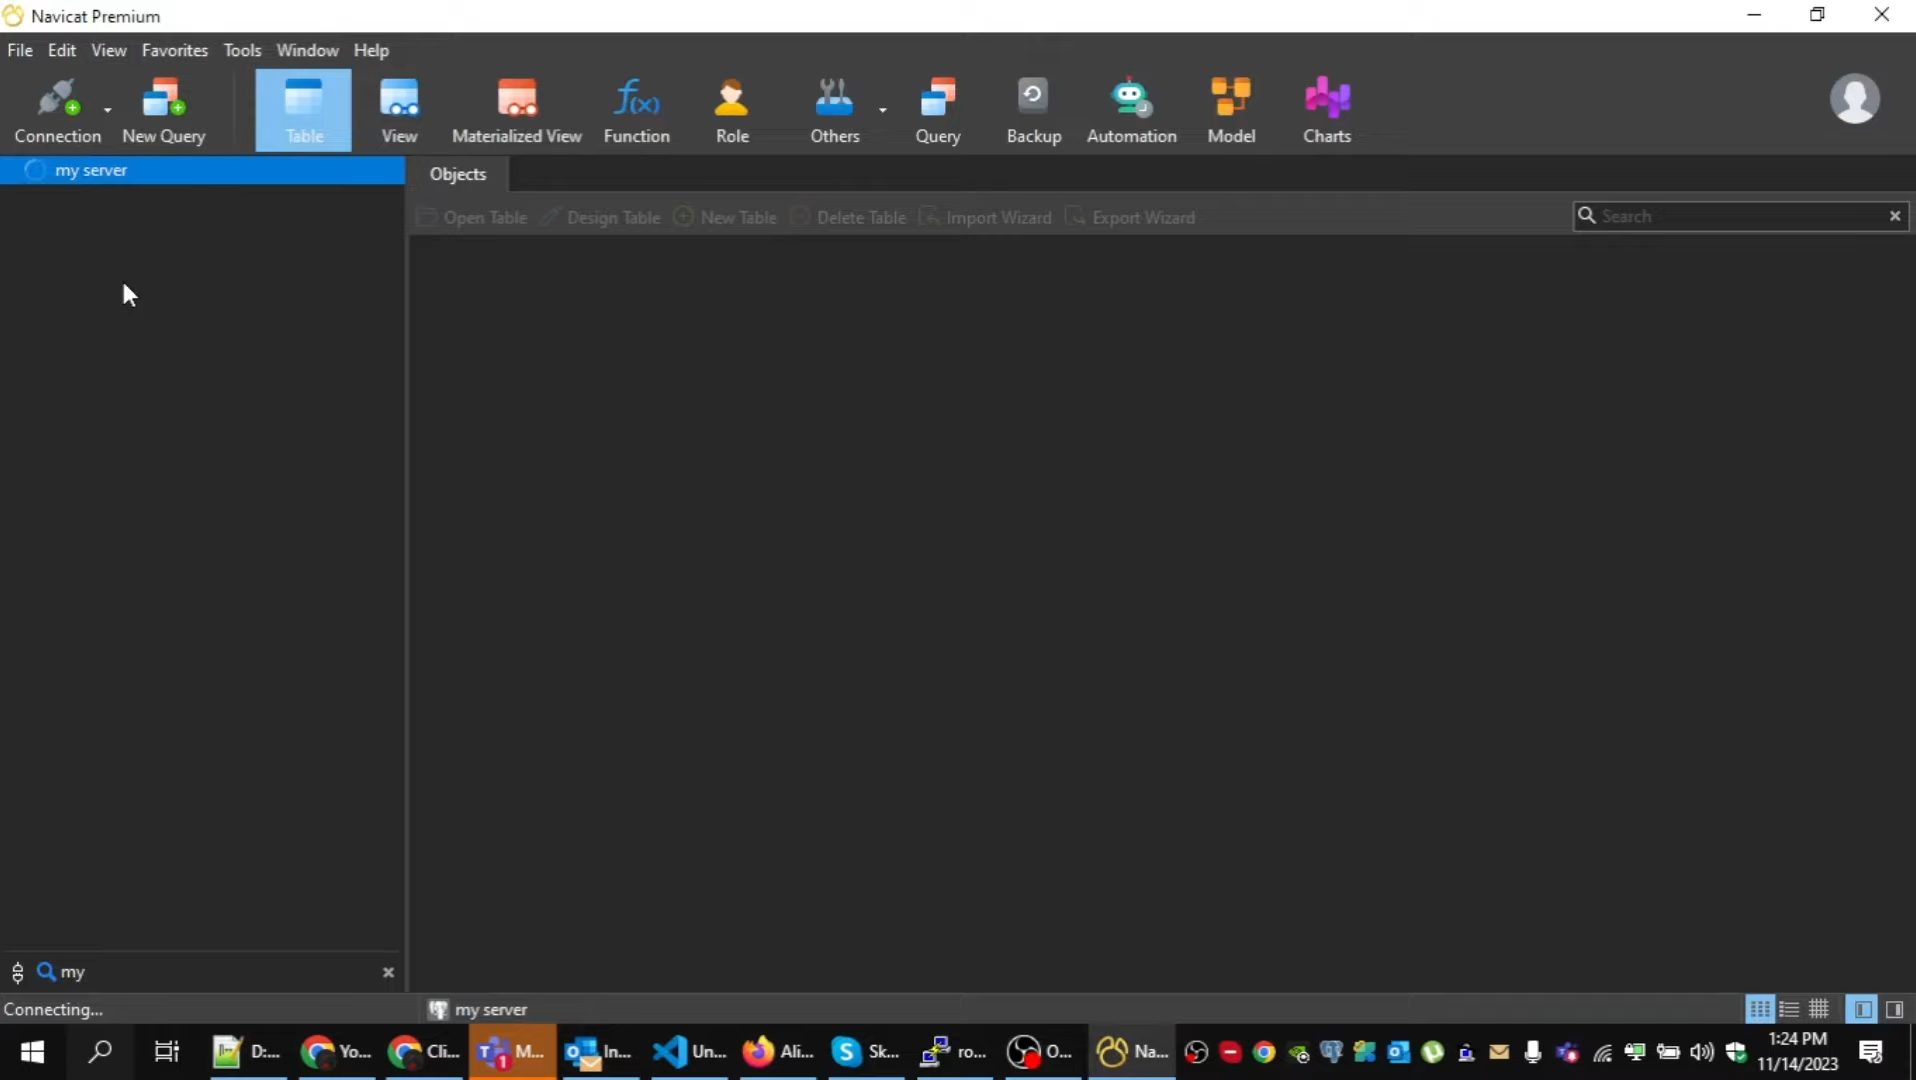 Navicat Premium
File Edit View Favorites Tools Window Help
Connection New Query Table View Materialized View Function Role Others Query Backup Automation Model Charts
my server
Objects
Open Table Design Table New Table Delete Table Import Wizard Export Wizard Search
my
Connecting... my server
D:... Yo... Cli... M... In... Un... Ali... Sk... ro... O... Na...
1
1:24 PM
11/14/2023